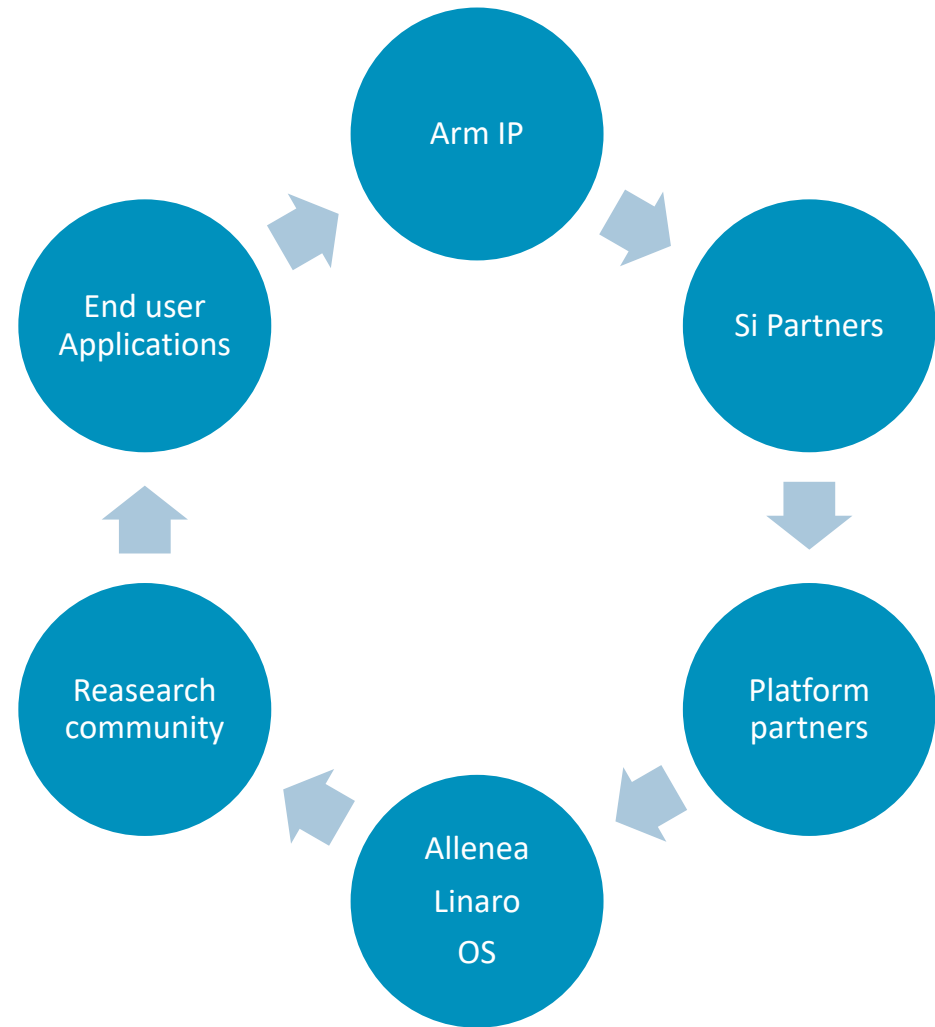 Arm IP
Si Partners
Platform
partners
Allenea
Linaro
OS
Reasearch
community
End user
Applications